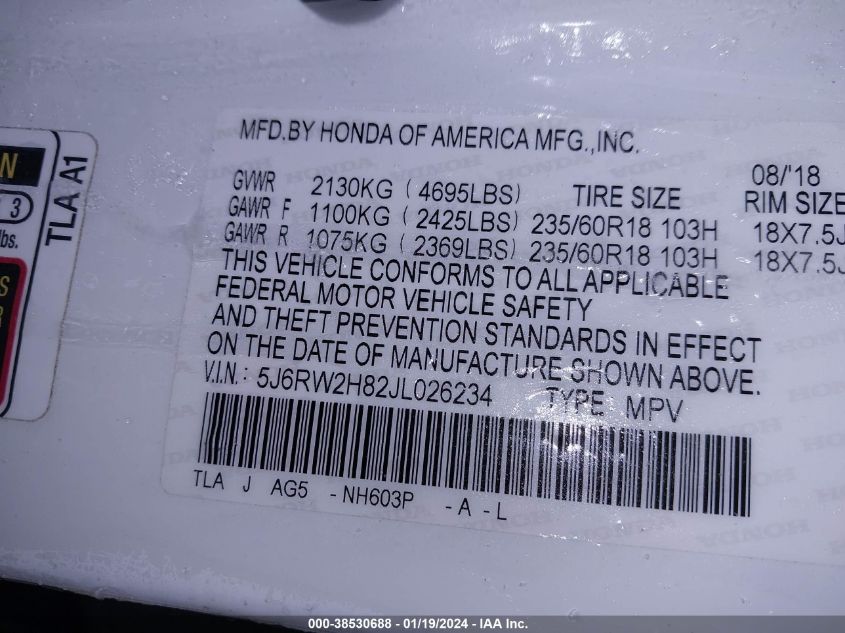 MFD.BY HONDA OF AMERICA MFG.,INC.
08/'18
GVWR 2130KG (4695LBS) TIRE SIZE RIM SIZE
GAWR F 1100KG (2425LBS) 235/60R18 103H 18X7.5J
GAWR R 1075KG (2369LBS) 235/60R18 103H 18X7.5J
THIS VEHICLE CONFORMS TO ALL APPLICABLE
FEDERAL MOTOR VEHICLE SAFETY
AND THEFT PREVENTION STANDARDS IN EFFECT
ON THE DATE OF MANUFACTURE SHOWN ABOVE
V.I.N.: 5J6RW2H82JL026234 TYPE: MPV
TLA J AG5 -NH603P -A -L
N
3
lbs.
S
R
TLA A1
000-38530688 - 01/19/2024 - IAA Inc.